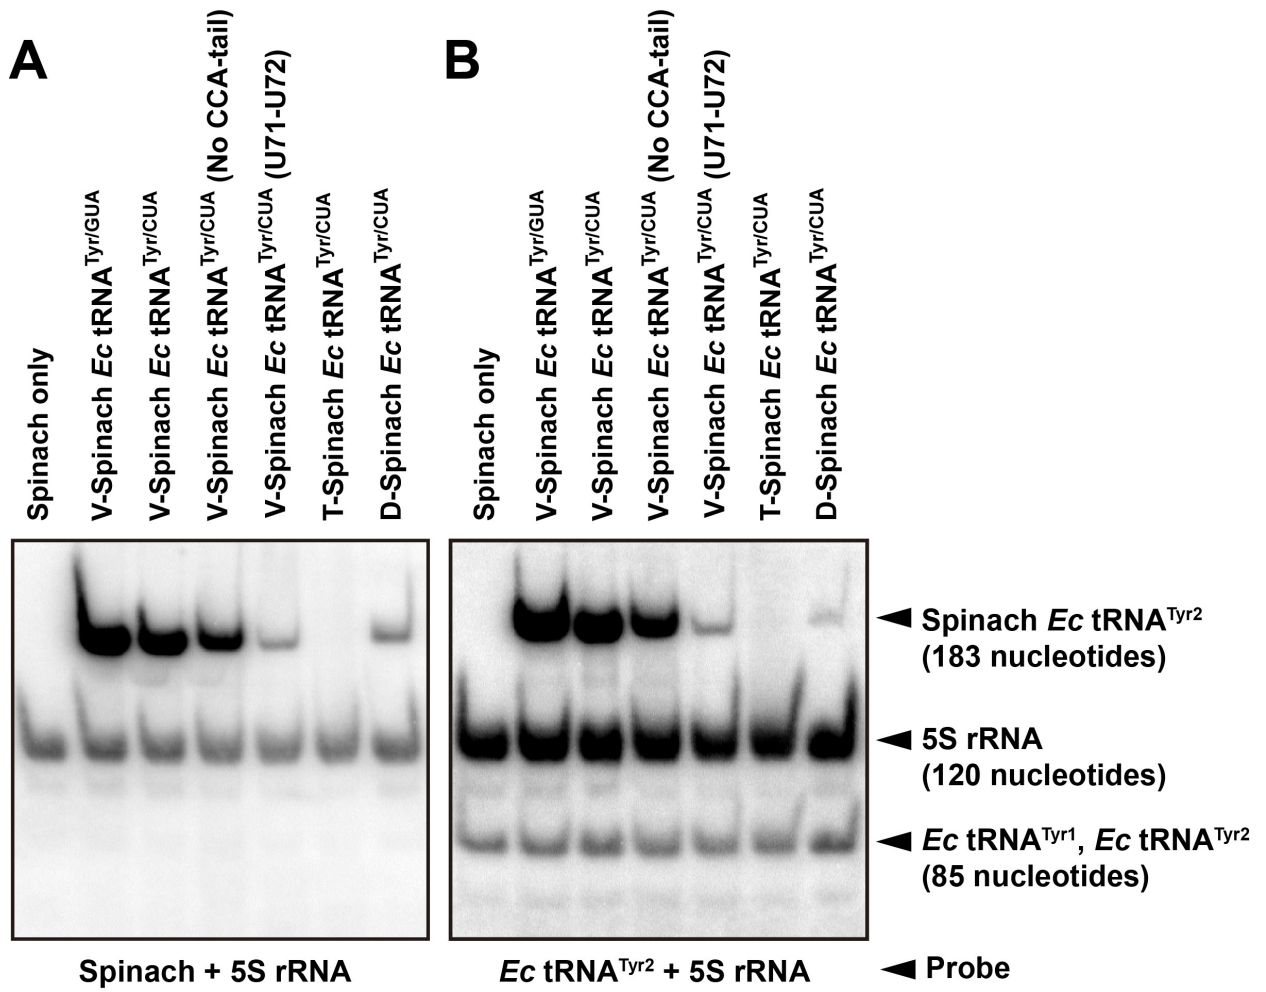 A
B
Spinach only
V-Spinach Ec tRNATyr/GUA
V-Spinach Ec tRNATyr/CUA
V-Spinach Ec tRNATyr/CUA (No CCA-tail)
V-Spinach Ec tRNATyr/CUA (U71-U72)
T-Spinach Ec tRNATyr/CUA
D-Spinach Ec tRNATyr/CUA
Spinach only
V-Spinach Ec tRNATyr/GUA
V-Spinach Ec tRNATyr/CUA
V-Spinach Ec tRNATyr/CUA (No CCA-tail)
V-Spinach Ec tRNATyr/CUA (U71-U72)
T-Spinach Ec tRNATyr/CUA
D-Spinach Ec tRNATyr/CUA
Spinach Ec tRNATyr2
(183 nucleotides)
5S rRNA
(120 nucleotides)
Ec tRNATyr1, Ec tRNATyr2
(85 nucleotides)
Spinach + 5S rRNA
Ec tRNATyr2 + 5S rRNA
Probe